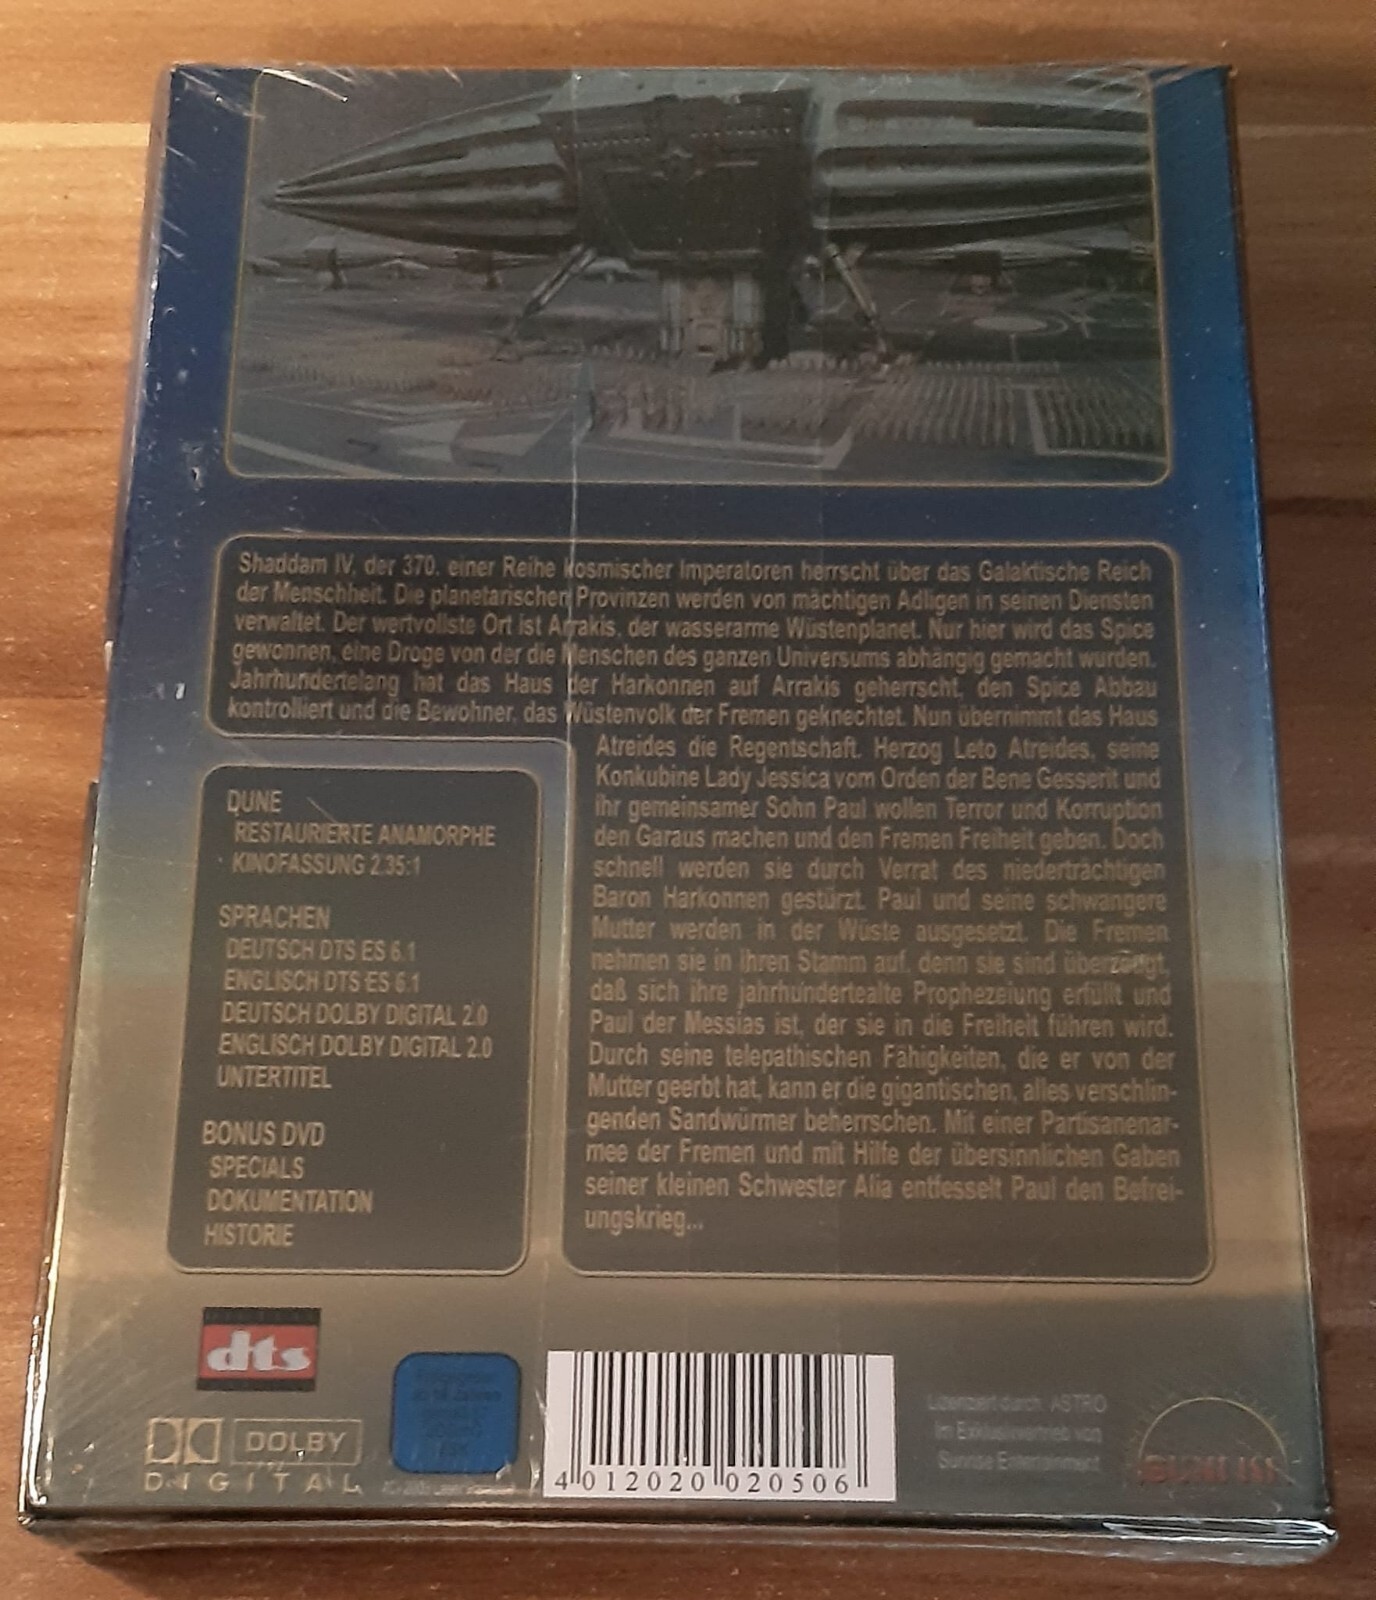 Shaddam IV, der 370. einer Reihe kosmischer Imperatoren herrscht über das Galaktische Reich
der Menschheit. Die planetarischen Provinzen werden von mächtigen Adligen in seinen Diensten
verwaltet. Der wertvollste Ort ist Arrakis, der wasserarme Wüstenplanet. Nur hier wird das Spice
gewonnen, eine Droge von der die Menschen des ganzen Universums abhängig gemacht wurden.
Jahrhundertelang hat das Haus der Harkonnen auf Arrakis geherrscht, den Spice Abbau
kontrolliert und die Bewohner, das Wüstenvolk der Fremen geknechtet. Nun übernimmt das Haus
Atreides die Regentschaft. Herzog Leto Atreides, seine
Konkubine Lady Jessica vom Orden der Bene Gesserit und
ihr gemeinsamer Sohn Paul wollen Terror und Korruption
den Garaus machen und den Fremen Freiheit geben. Doch
schnell werden sie durch Verrat des niederträchtigen
Baron Harkonnen gestürzt. Paul und seine schwangere
Mutter werden in der Wüste ausgesetzt. Die Fremen
nehmen sie in ihren Stamm auf, denn sie sind überzeugt,
daß sich ihre jahrhundertealte Prophezeiung erfüllt und
Paul der Messias ist, der sie in die Freiheit führen wird.
Durch seine telepathischen Fähigkeiten, die er von der
Mutter geerbt hat, kann er die gigantischen, alles verschlin-
genden Sandwürmer beherrschen. Mit einer Partisanenar-
mee der Fremen und mit Hilfe der übersinnlichen Gaben
seiner kleinen Schwester Alia entfesselt Paul den Befrei-
ungskrieg...
DUNE
RESTAURIERTE ANAMORPHE
KINOFASSUNG 2.35:1
SPRACHEN
DEUTSCH DTS ES 6.1
ENGLISCH DTS ES 6.1
DEUTSCH DOLBY DIGITAL 2.0
ENGLISCH DOLBY DIGITAL 2.0
UNTERTITEL
BONUS DVD
SPECIALS
DOKUMENTATION
HISTORIE
dts
DOLBY
DIGITAL
4 012020 020506
Lizenziert durch: ASTRO
Im Exklusivvertrieb von
Sunrise Entertainment